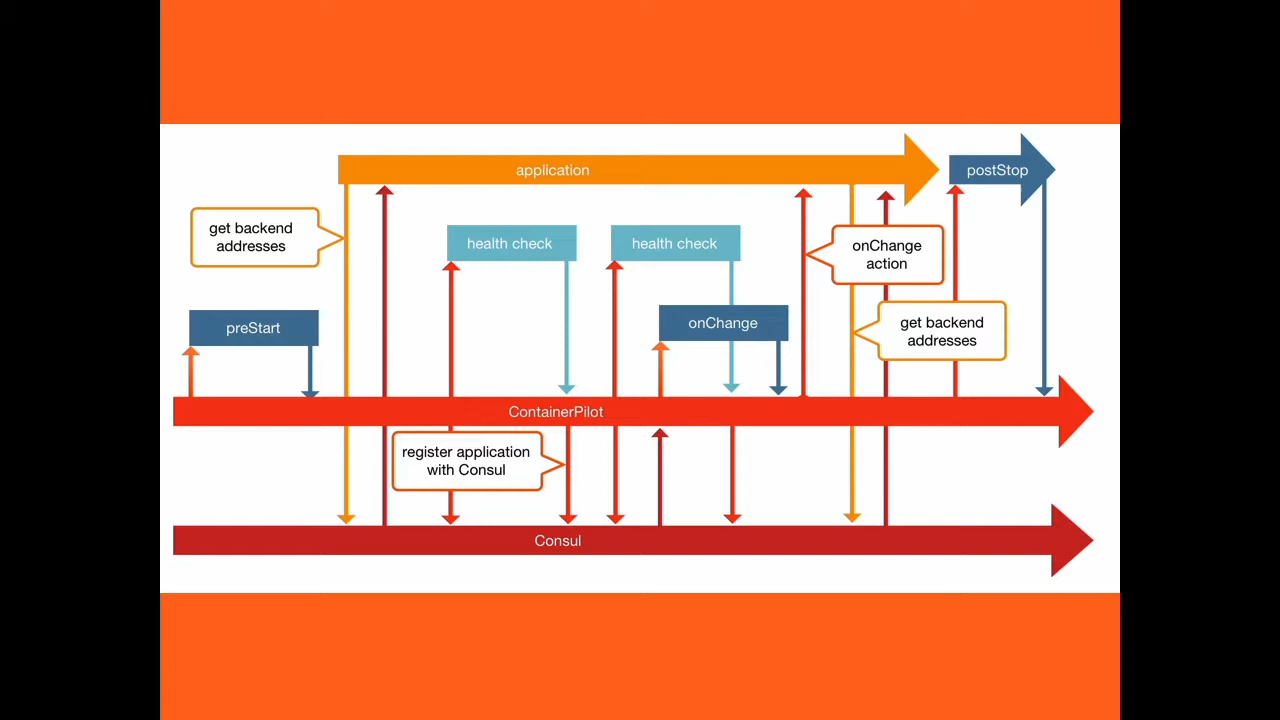 application
postStop
get backend
addresses
health check
health check
onChange
action
preStart
onChange
get backend
addresses
ContainerPilot
register application
with Consul
Consul